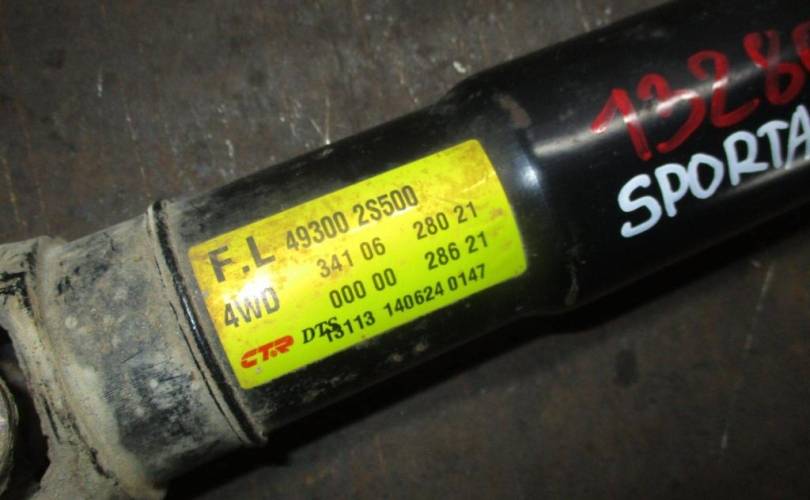 F.L 49300 2S500
4WD 341 06 280 21
000 00 286 21
CTR DTS 13113 140624 0147
SPORTA